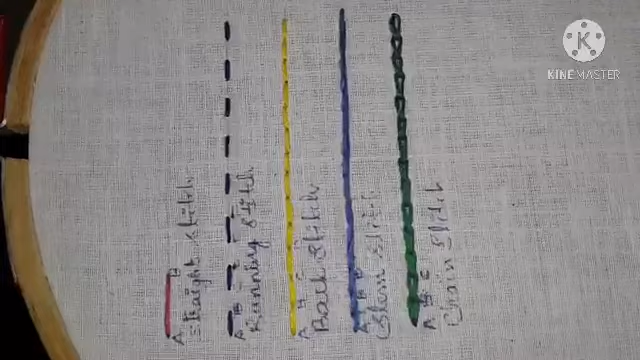 A B
Straight stitch
A B C
Running Stitch
A B C
Back stitch
A B
Stem stitch
A B C
Chain stitch
K
KINEMASTER